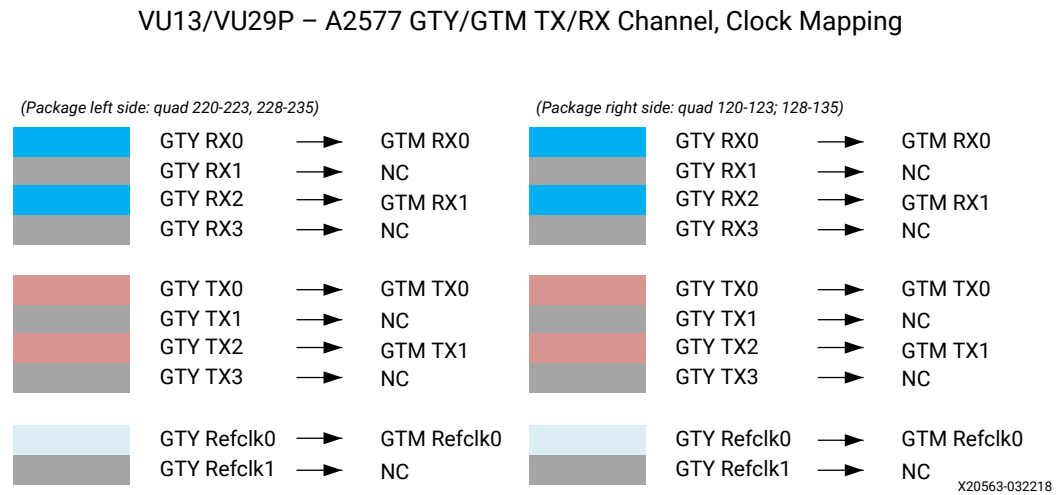 VU13/VU29P – A2577 GTY/GTM TX/RX Channel, Clock Mapping
(Package left side: quad 220-223, 228-235)
GTY RX0 GTM RX0
GTY RX1 NC
GTY RX2 GTM RX1
GTY RX3 NC
GTY TX0 GTM TX0
GTY TX1 NC
GTY TX2 GTM TX1
GTY TX3 NC
GTY Refclk0 GTM Refclk0
GTY Refclk1 NC
(Package right side: quad 120-123; 128-135)
GTY RX0 GTM RX0
GTY RX1 NC
GTY RX2 GTM RX1
GTY RX3 NC
GTY TX0 GTM TX0
GTY TX1 NC
GTY TX2 GTM TX1
GTY TX3 NC
GTY Refclk0 GTM Refclk0
GTY Refclk1 NC
X20563-032218